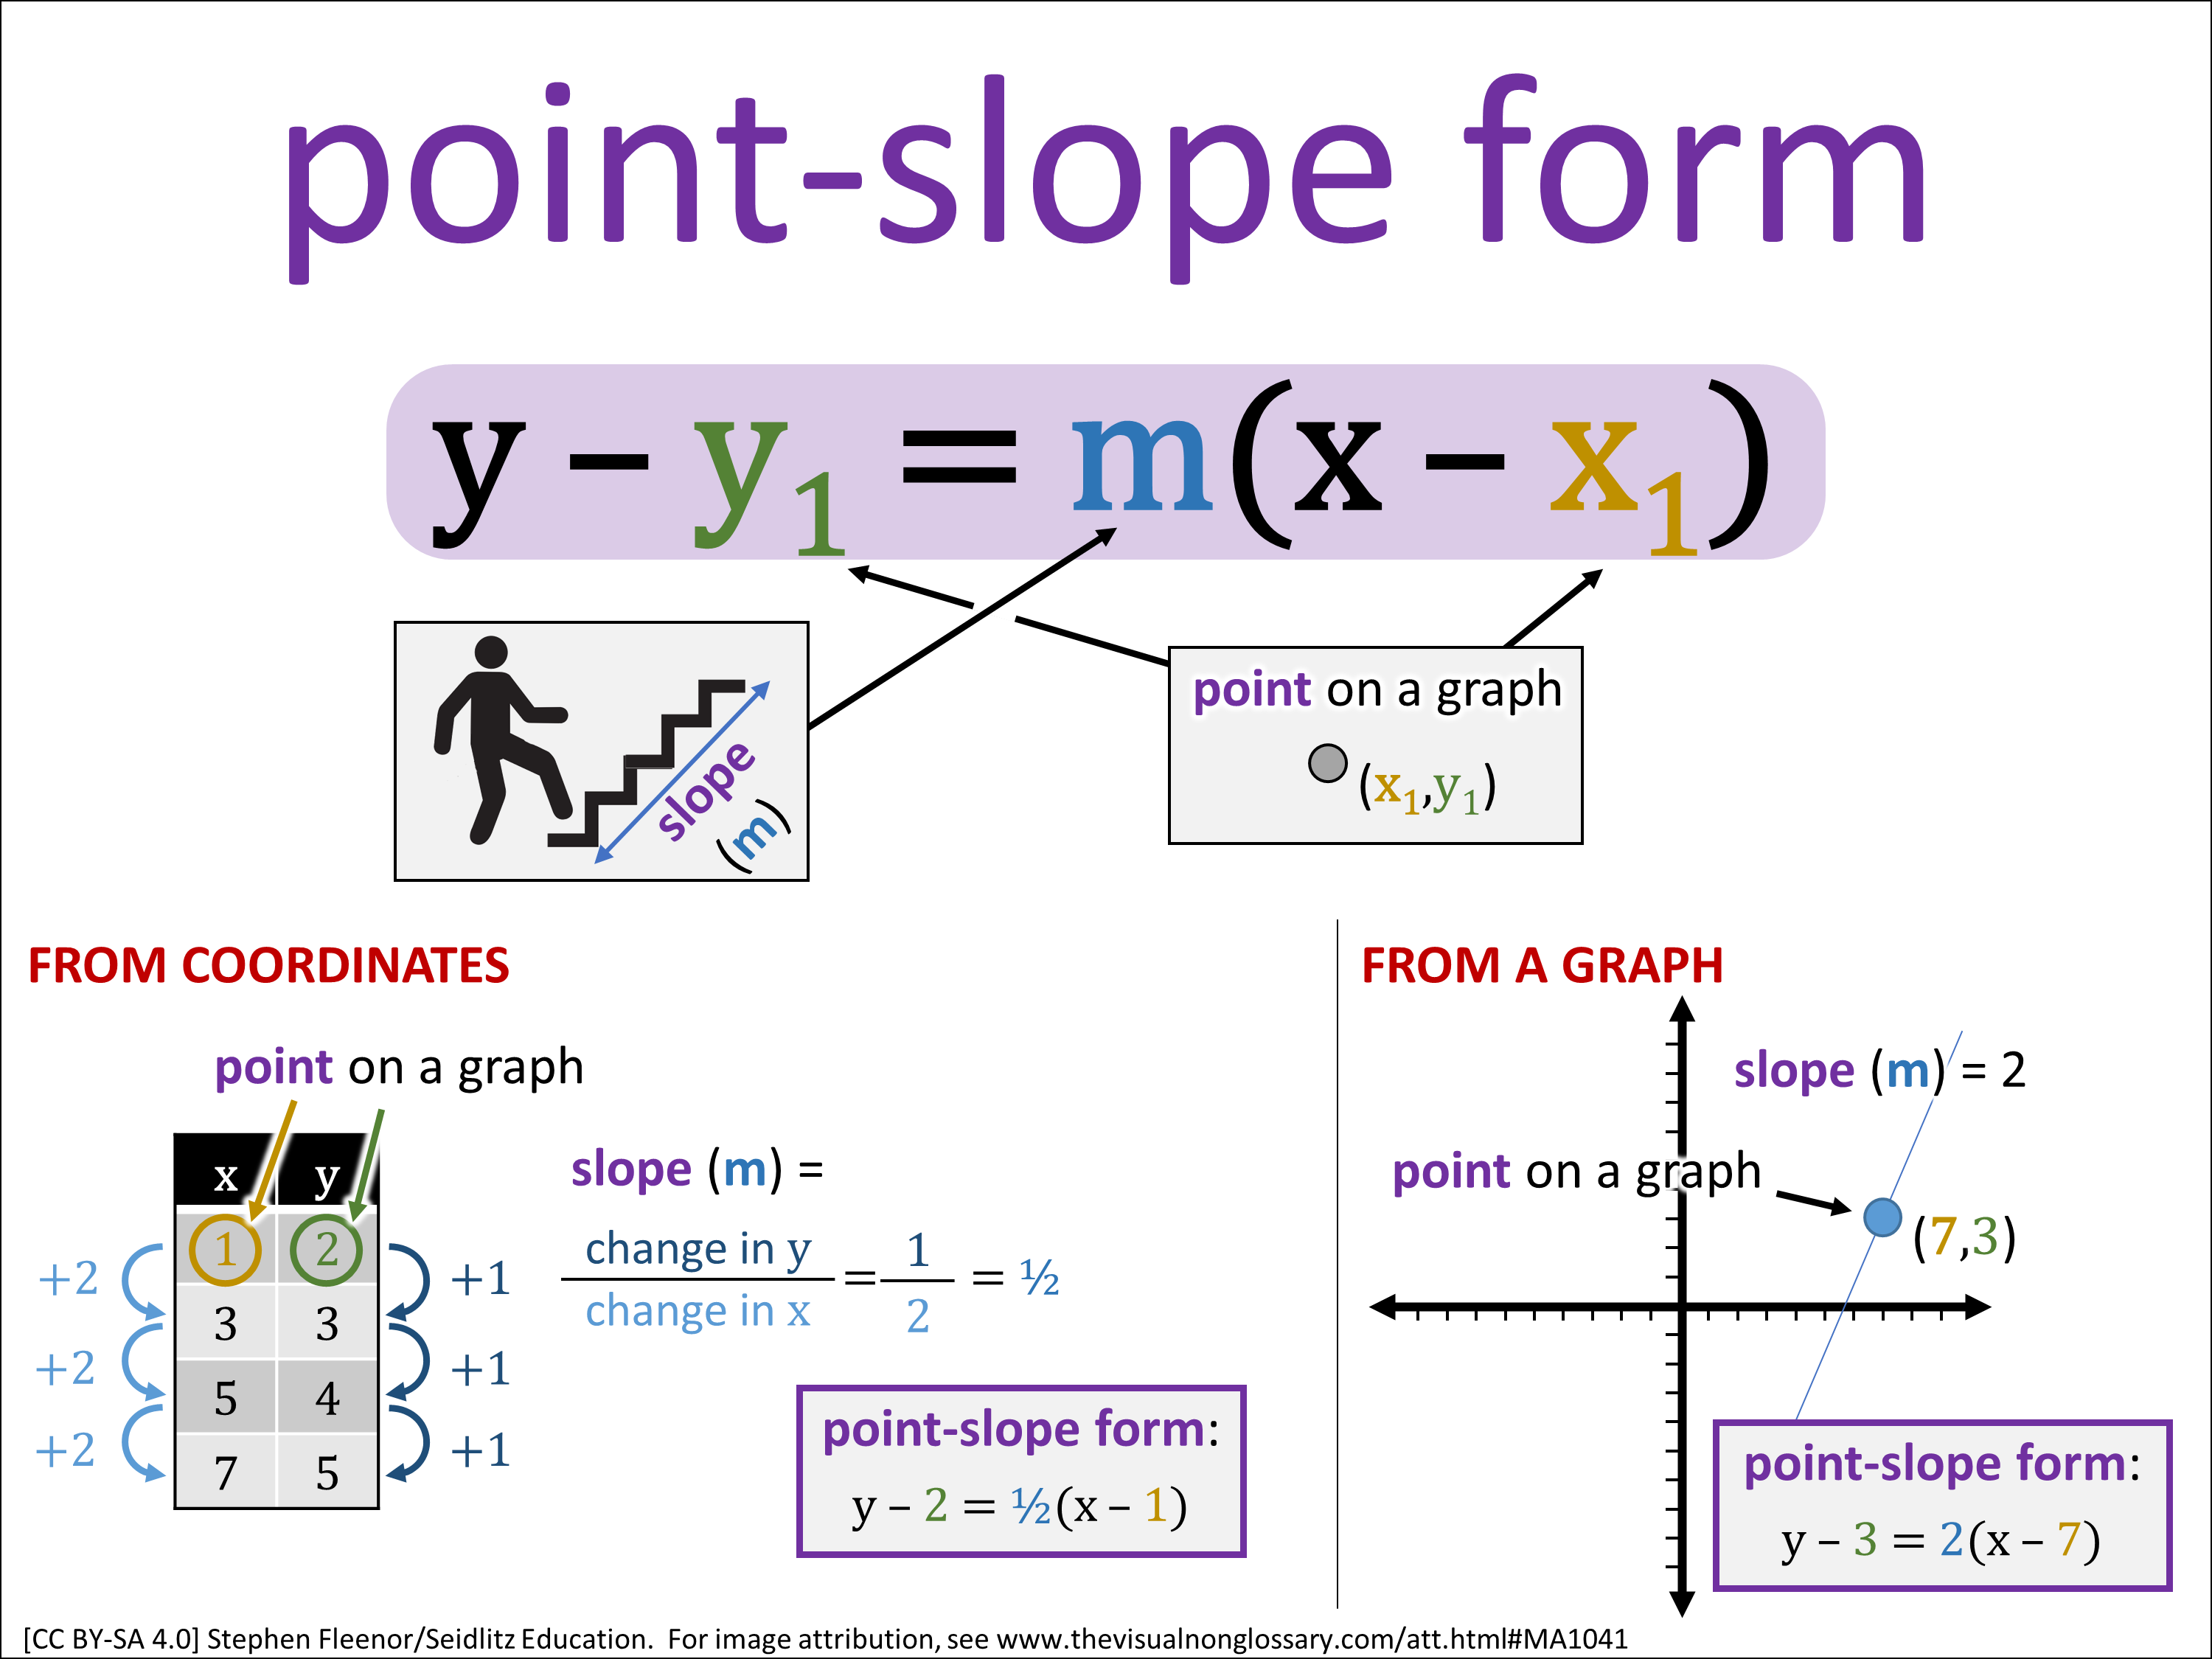 point-slope form
y – y₁ = m(x – x₁)
slope
(m)
point on a graph
(x₁,y₁)
FROM COORDINATES
point on a graph
x y
1 2
3 3
5 4
7 5
+2 +1
+2 +1
+2 +1
slope (m) =
change in y
change in x
= 1
2
= ½
point-slope form:
y – 2 = ½(x – 1)
FROM A GRAPH
slope (m) = 2
point on a graph
(7,3)
point-slope form:
y – 3 = 2(x – 7)
[CC BY-SA 4.0] Stephen Fleenor/Seidlitz Education.  For image attribution, see www.thevisualnonglossary.com/att.html#MA1041